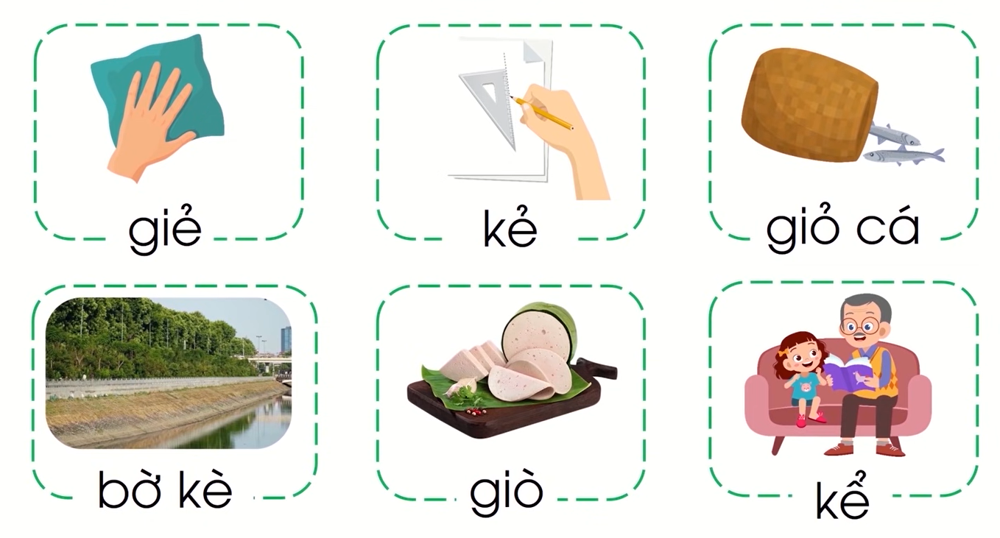 giẻ
kẻ
giỏ cá
bờ kè
giò
kể